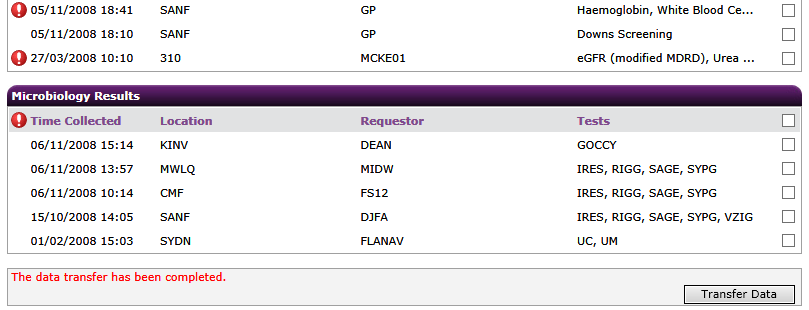 05/11/2008 18:41 SANF GP Haemoglobin, White Blood Ce...
05/11/2008 18:10 SANF GP Downs Screening
27/03/2008 10:10 310 MCKE01 eGFR (modified MDRD), Urea ...
Microbiology Results
Time Collected Location Requestor Tests
06/11/2008 15:14 KINV DEAN GOCCY
06/11/2008 13:57 MWLQ MIDW IRES, RIGG, SAGE, SYPG
06/11/2008 10:14 CMF FS12 IRES, RIGG, SAGE, SYPG
15/10/2008 14:05 SANF DJFA IRES, RIGG, SAGE, SYPG, VZIG
01/02/2008 15:03 SYDN FLANAV UC, UM
The data transfer has been completed.
Transfer Data